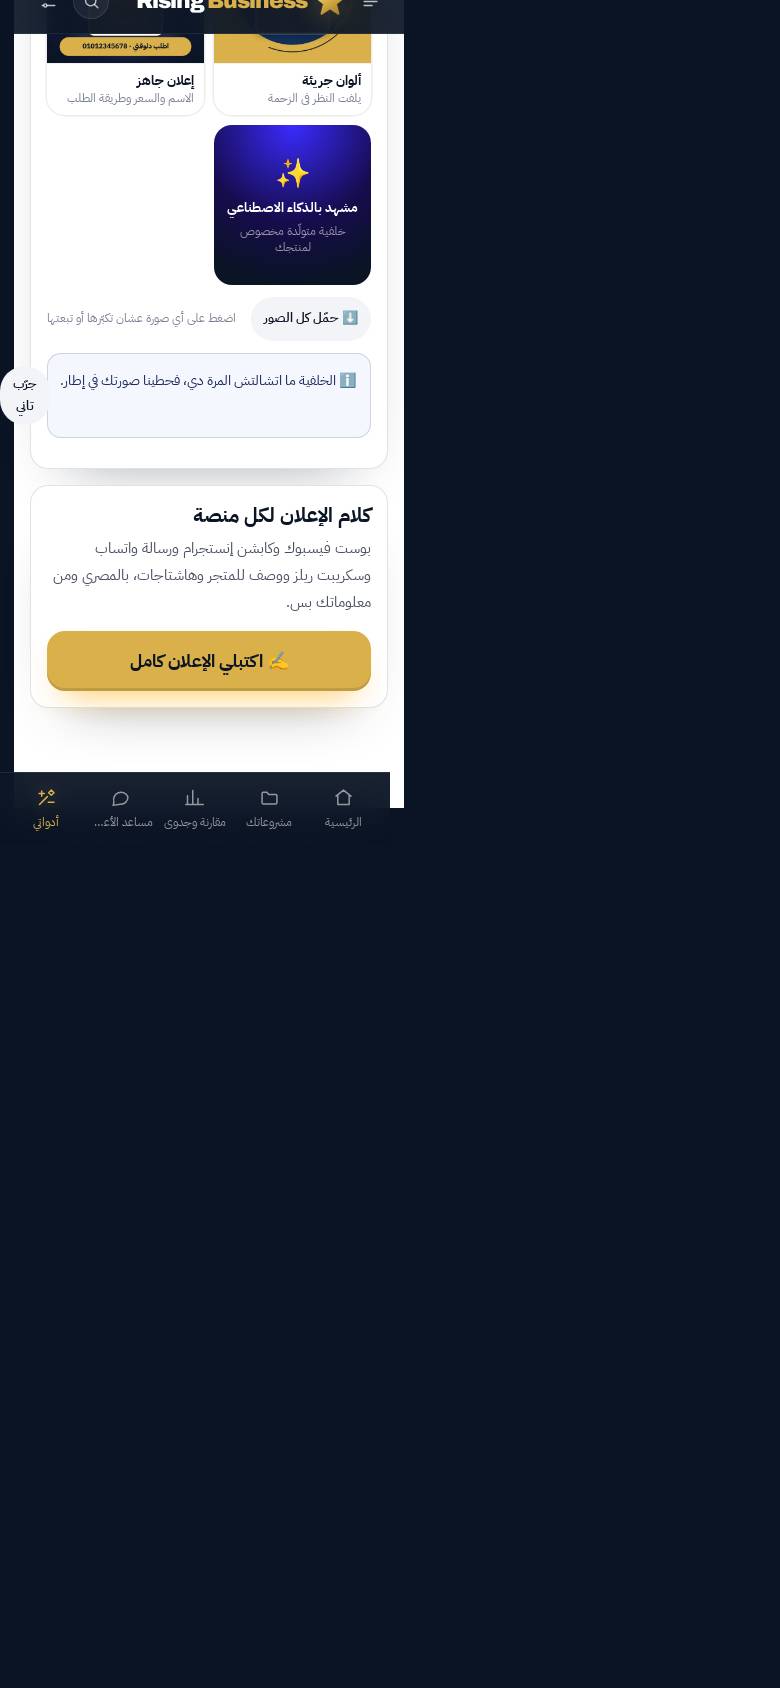 Rising Business
اطلب دلوقتي · 01012345678
ألوان جريئة
يلفت النظر في الزحمة
إعلان جاهز
الاسم والسعر وطريقة الطلب
مشهد بالذكاء الاصطناعي
خلفية متولّدة مخصوص
لمنتجك
حمّل كل الصور
اضغط على أي صورة عشان تكبّرها أو تبعتها
الخلفية ما اتشالتش المرة دي، فحطينا صورتك في إطار.
جرّب
تاني
كلام الإعلان لكل منصة
بوست فيسبوك وكابشن إنستجرام ورسالة واتساب
وسكريبت ريلز ووصف للمتجر وهاشتاجات، بالمصري ومن
معلوماتك بس.
اكتبلي الإعلان كامل
الرئيسية
مشروعاتك
مقارنة وجدوى
مساعد الأع...
أدواتي